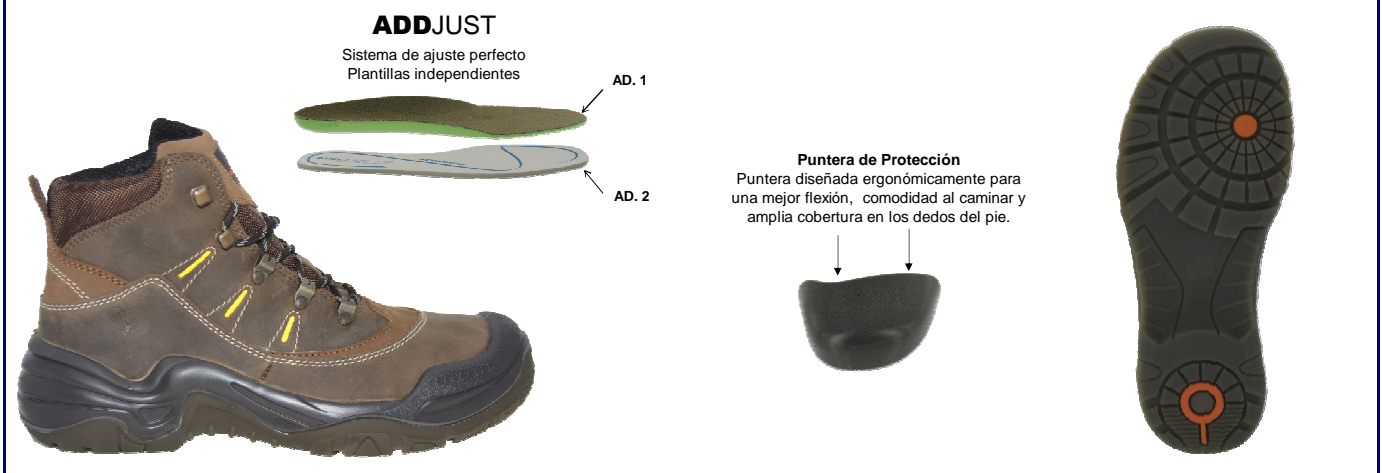 ADDJUST
Sistema de ajuste perfecto
Plantillas independientes
AD. 1
AD. 2
Puntera de Protección
Puntera diseñada ergonómicamente para
una mejor flexión, comodidad al caminar y
amplia cobertura en los dedos del pie.